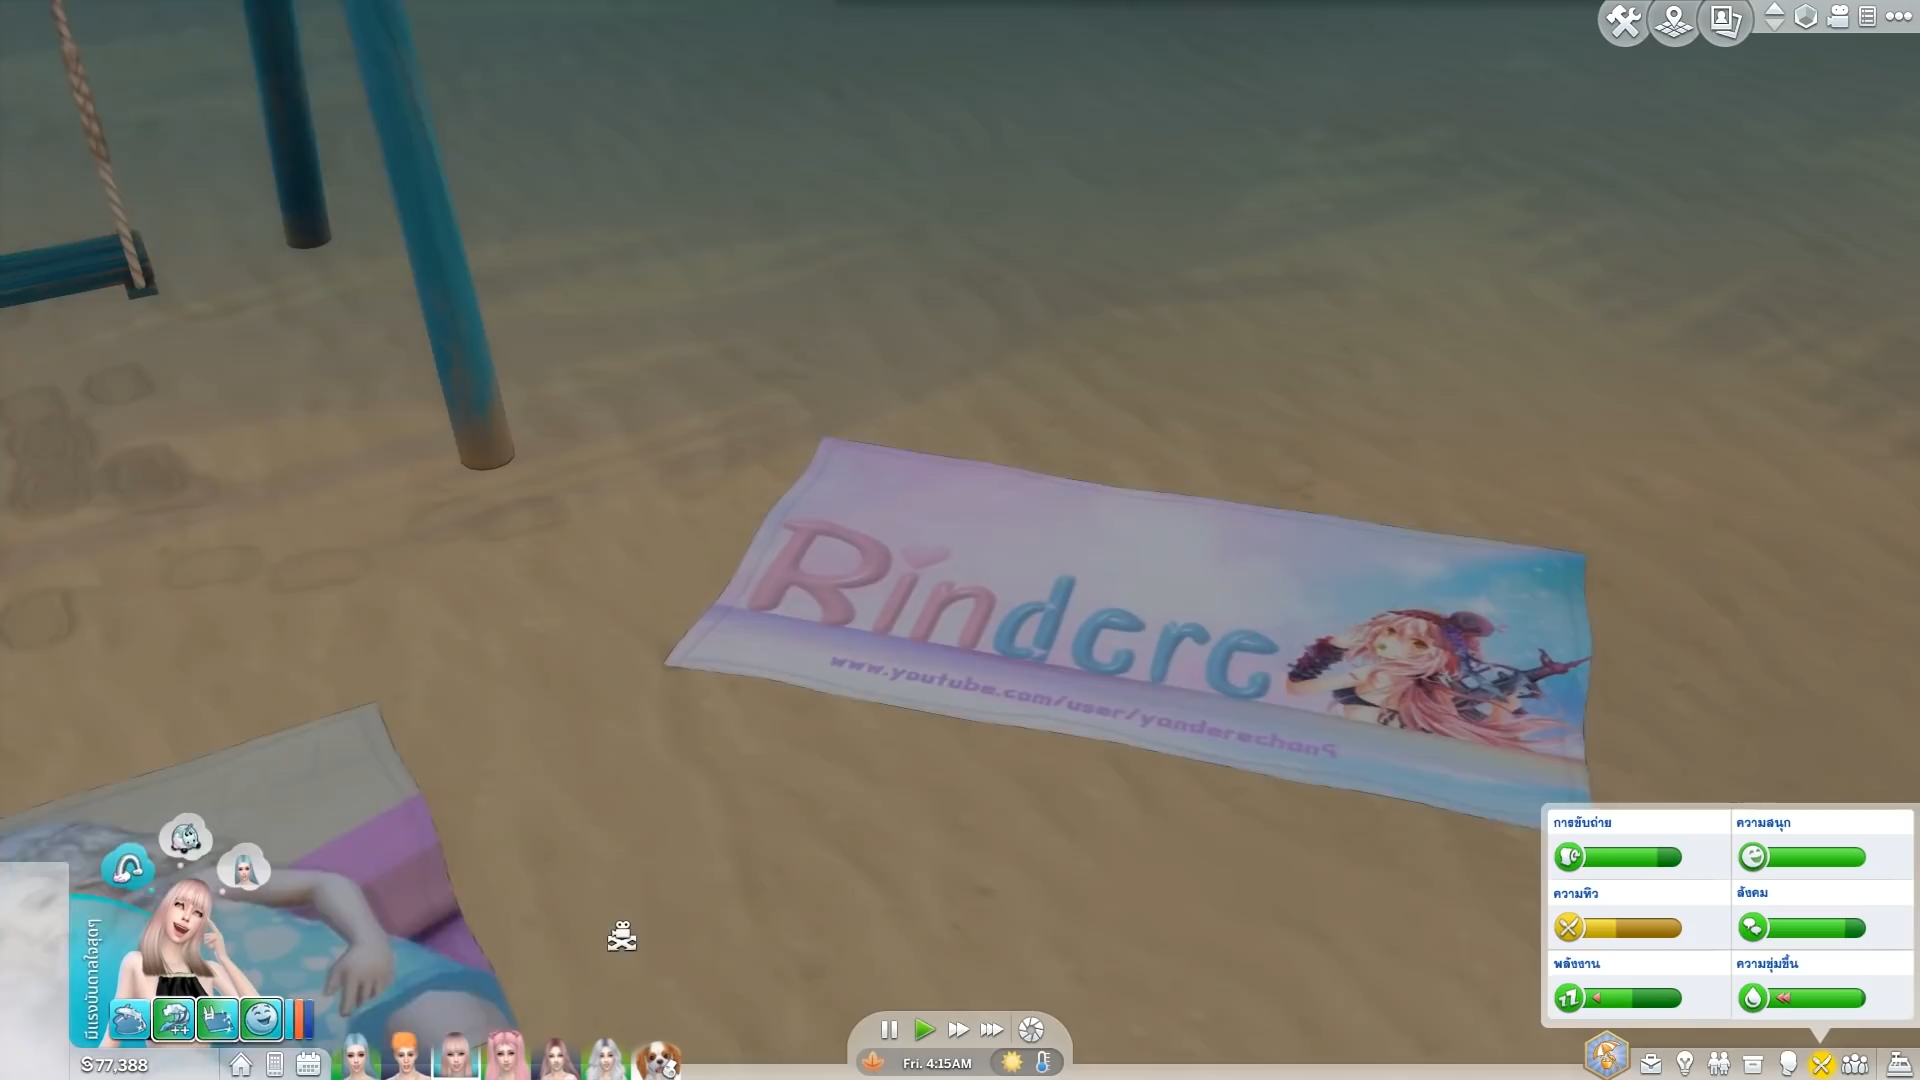 Rindere
www.youtube.com/user/yanderechan9
การขับถ่าย
ความสนุก
ความหิว
สังคม
พลังงาน
ความชุ่มชื้น
มีแรงบันดาลใจสุดๆ
§77,388
Fri. 4:15AM